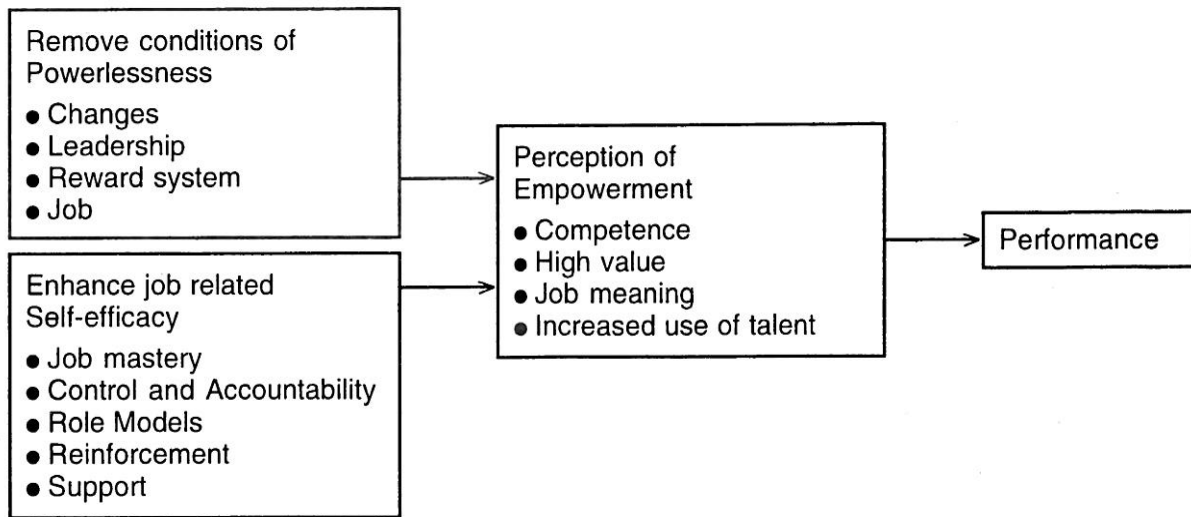 Remove conditions of
Powerlessness
● Changes
● Leadership
● Reward system
● Job
Enhance job related
Self-efficacy
● Job mastery
● Control and Accountability
● Role Models
● Reinforcement
● Support
Perception of
Empowerment
● Competence
● High value
● Job meaning
● Increased use of talent
Performance